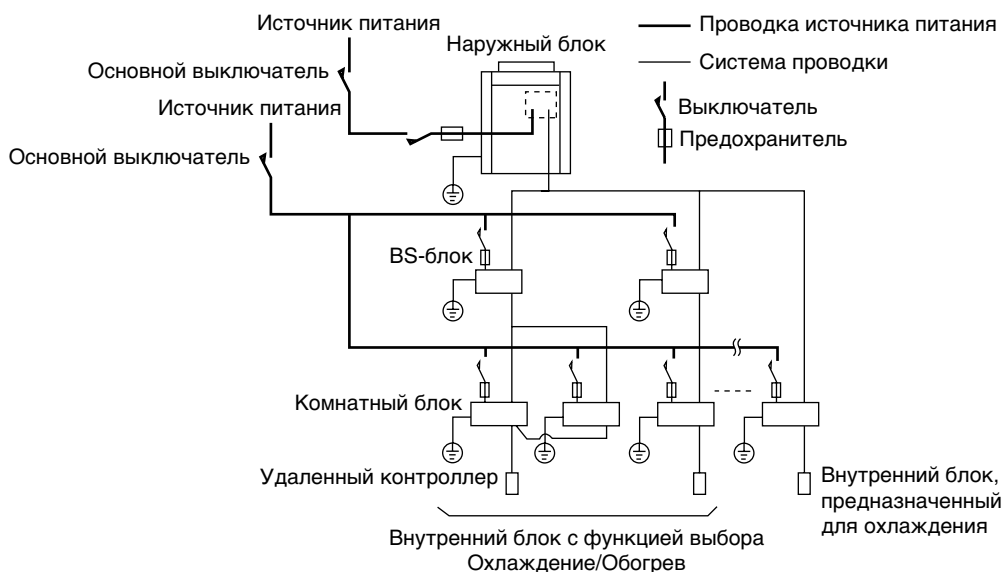 Источник питания
Наружный блок
Проводка источника питания
Основной выключатель
Система проводки
Источник питания
Выключатель
Предохранитель
Основной выключатель
BS-блок
Комнатный блок
Удаленный контроллер
Внутренний блок,
предназначенный
для охлаждения
Внутренний блок с функцией выбора
Охлаждение/Обогрев